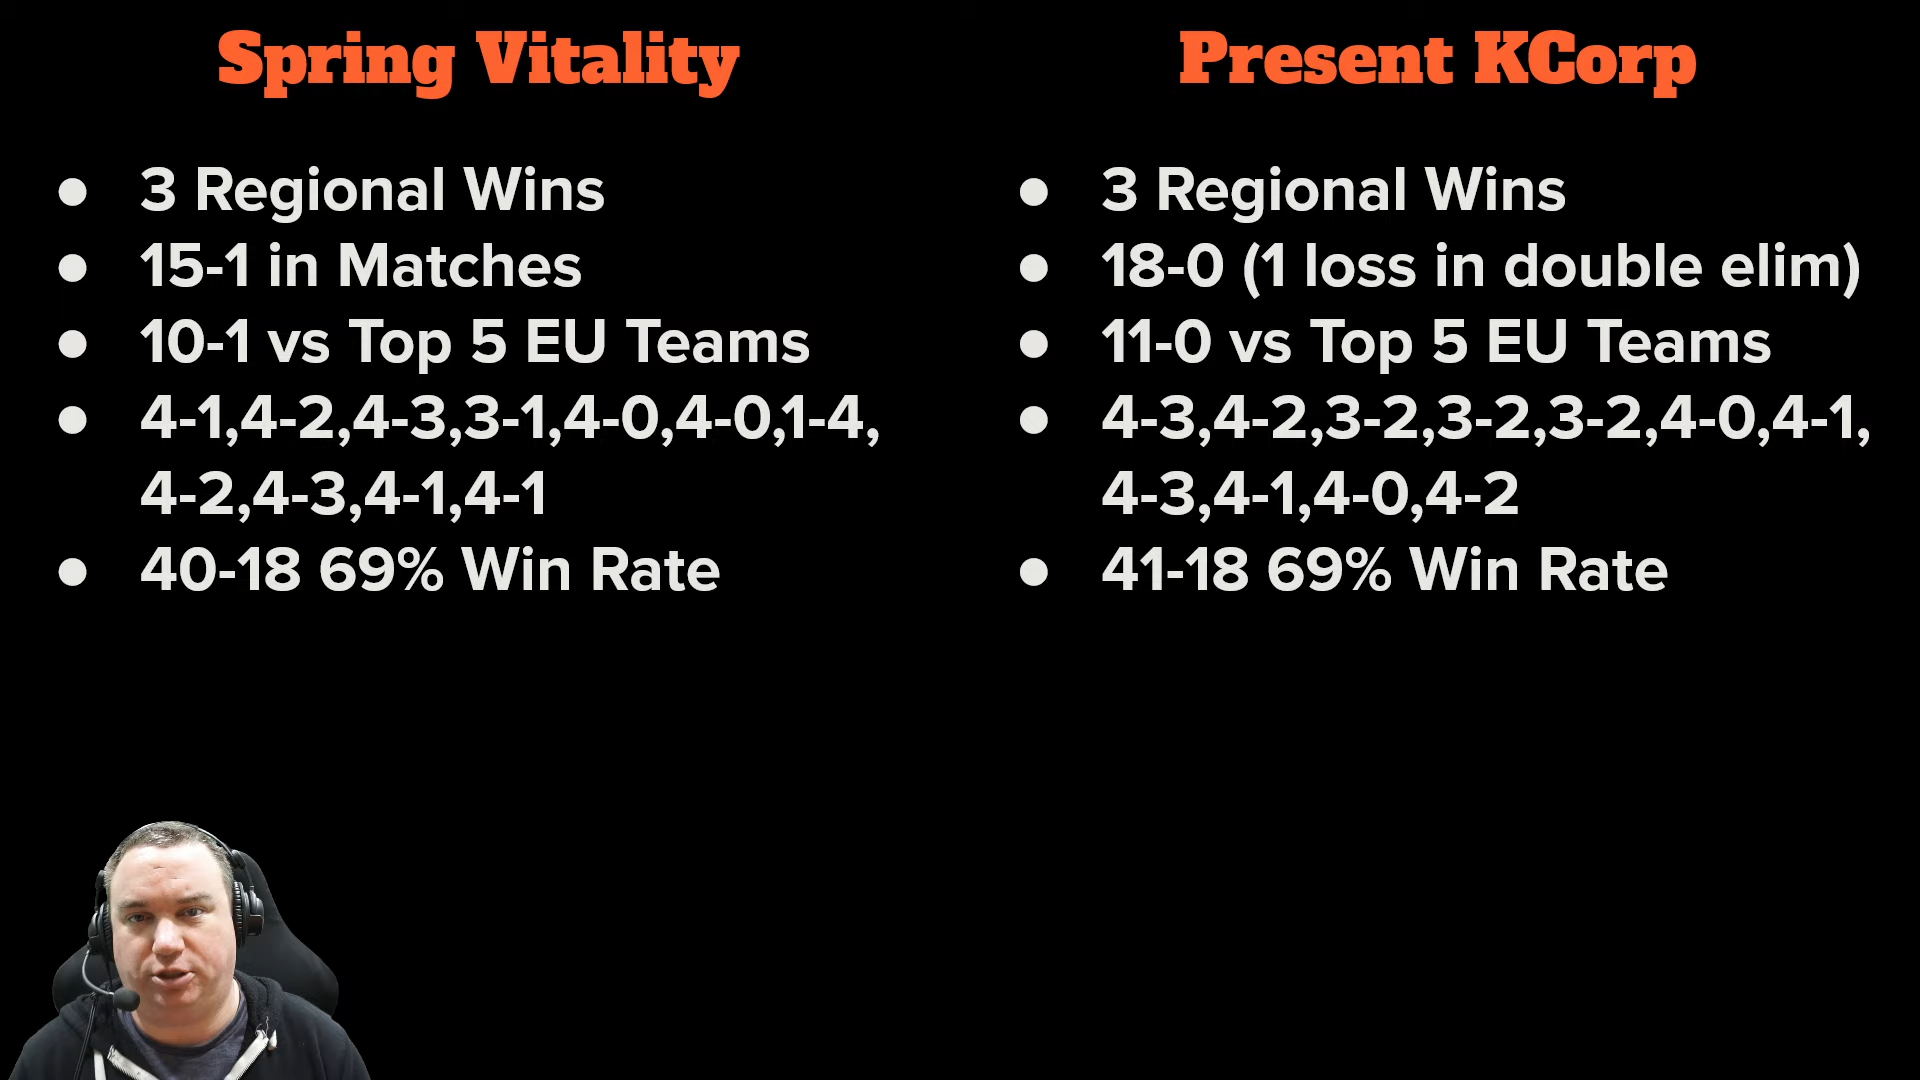 Spring Vitality
● 3 Regional Wins
● 15-1 in Matches
● 10-1 vs Top 5 EU Teams
● 4-1,4-2,4-3,3-1,4-0,4-0,1-4,
4-2,4-3,4-1,4-1
● 40-18 69% Win Rate
Present KCorp
● 3 Regional Wins
● 18-0 (1 loss in double elim)
● 11-0 vs Top 5 EU Teams
● 4-3,4-2,3-2,3-2,3-2,4-0,4-1,
4-3,4-1,4-0,4-2
● 41-18 69% Win Rate